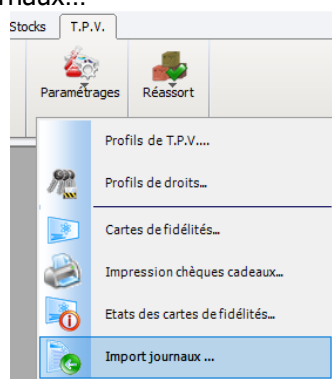 rnaux...
Stocks T.P.V.
Paramétrages Réassort
Profils de T.P.V....
Profils de droits...
Cartes de fidélités...
Impression chèques cadeaux...
Etats des cartes de fidélités...
Import journaux ...